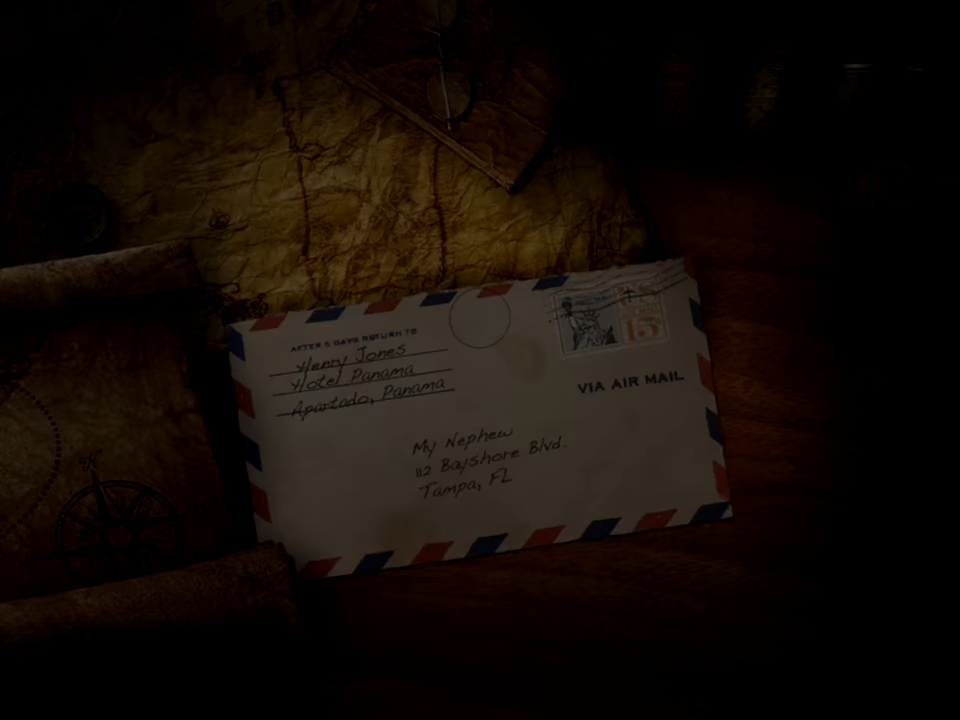 AFTER 5 DAYS RETURN TO
Henry Jones
Hotel Panama
Apartado, Panama
15¢
VIA AIR MAIL
My Nephew
112 Bayshore Blvd.
Tampa, FL